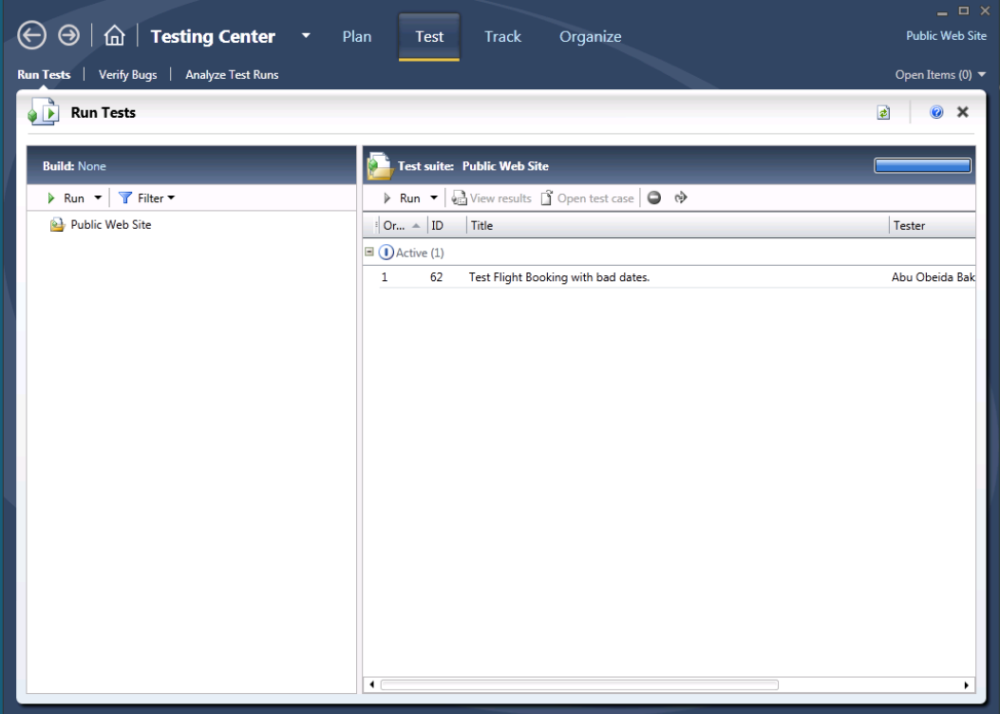 Testing Center Plan Test Track Organize Public Web Site
Run Tests Verify Bugs Analyze Test Runs Open Items (0)
Run Tests
Build: None
Run Filter
Public Web Site
Test suite: Public Web Site
Run View results Open test case
Or... ID Title Tester
Active (1)
1 62 Test Flight Booking with bad dates. Abu Obeida Bak